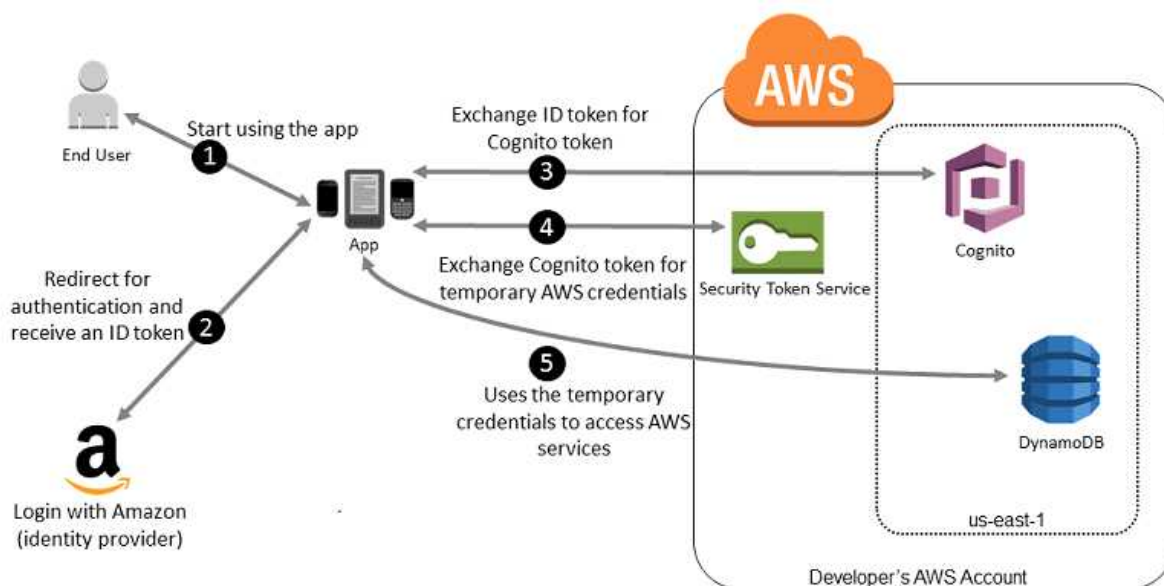 AWS
End User
Start using the app
1
Exchange ID token for
Cognito token
3
Cognito
App
4
Exchange Cognito token for
temporary AWS credentials
Security Token Service
Redirect for
authentication and
receive an ID token
2
5
Uses the temporary
credentials to access AWS
services
DynamoDB
a
Login with Amazon
(identity provider)
us-east-1
Developer's AWS Account